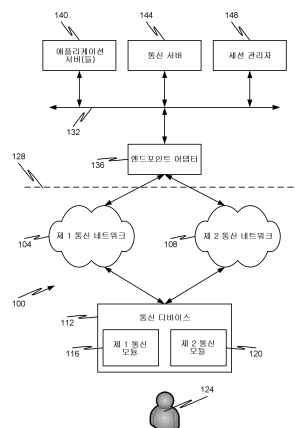 140
144
148
애플리케이션
서버(들)
통신 서버
세션 관리자
132
128
136
엔드포인트 어댑터
제 1 통신 네트워크
제 2 통신 네트워크
104
108
100
112
통신 디바이스
제 1 통신
모듈
제 2 통신
모듈
116
120
124